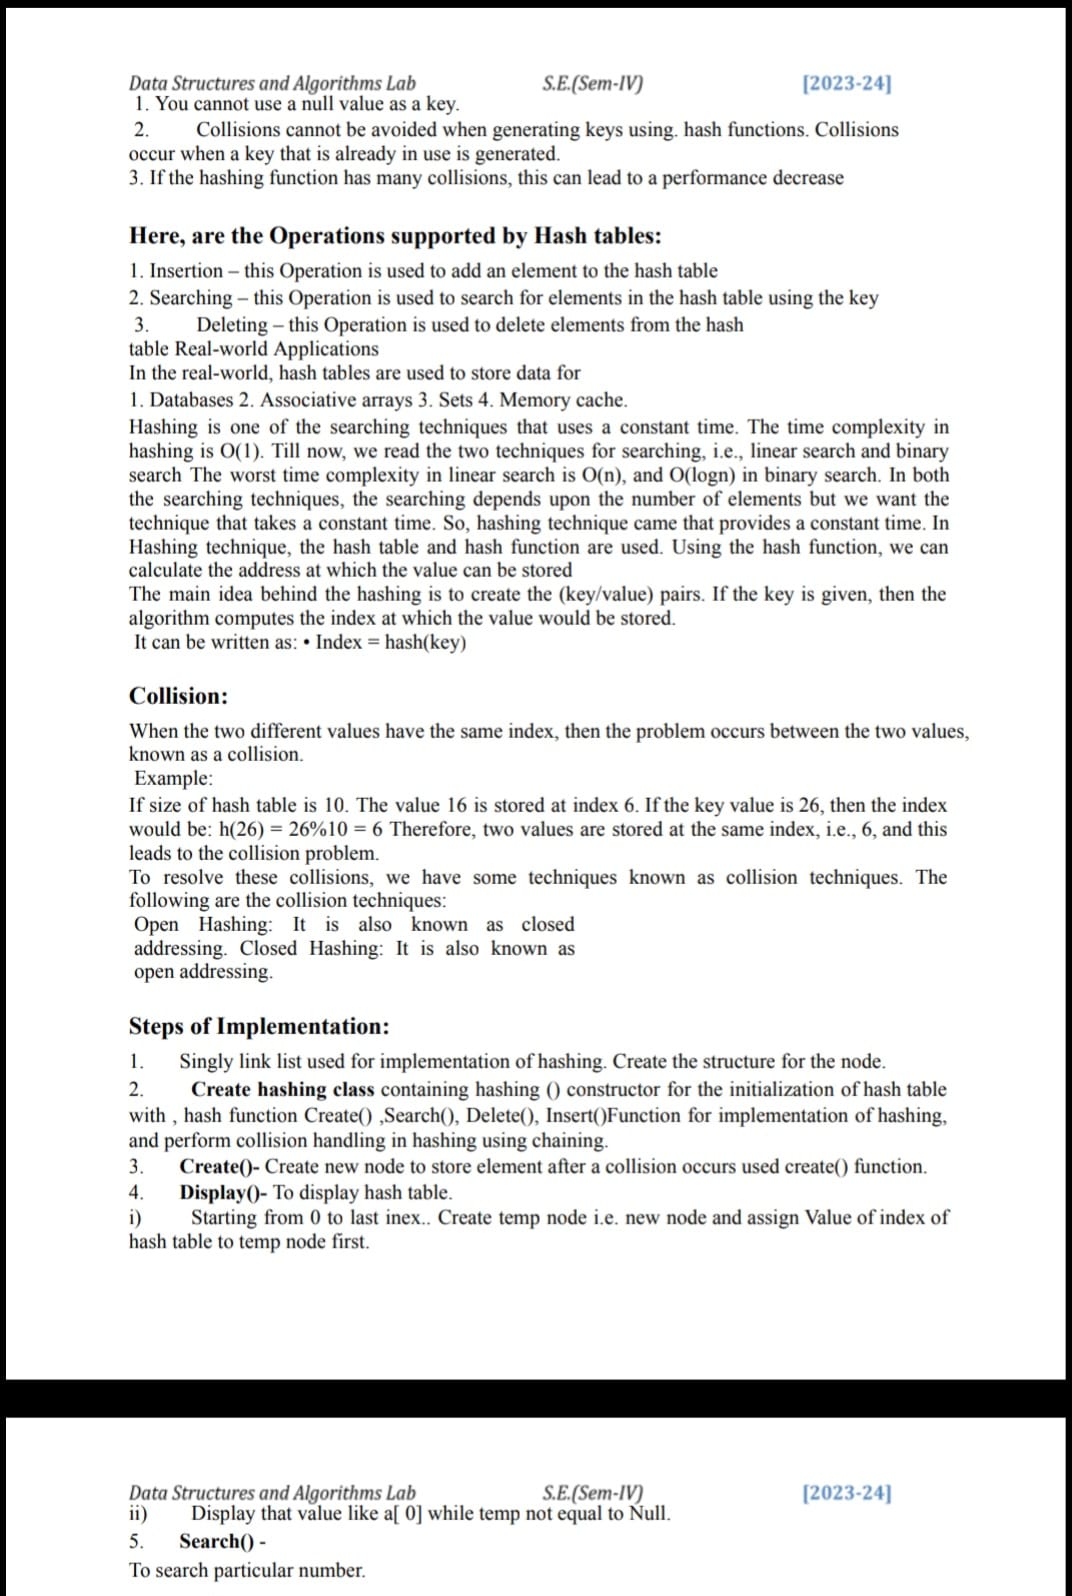 Data Structures and Algorithms Lab S.E.(Sem-IV) [2023-24]
1. You cannot use a null value as a key.
2. Collisions cannot be avoided when generating keys using. hash functions. Collisions
occur when a key that is already in use is generated.
3. If the hashing function has many collisions, this can lead to a performance decrease
Here, are the Operations supported by Hash tables:
1. Insertion – this Operation is used to add an element to the hash table
2. Searching – this Operation is used to search for elements in the hash table using the key
3. Deleting – this Operation is used to delete elements from the hash
table Real-world Applications
In the real-world, hash tables are used to store data for
1. Databases 2. Associative arrays 3. Sets 4. Memory cache.
Hashing is one of the searching techniques that uses a constant time. The time complexity in
hashing is O(1). Till now, we read the two techniques for searching, i.e., linear search and binary
search The worst time complexity in linear search is O(n), and O(logn) in binary search. In both
the searching techniques, the searching depends upon the number of elements but we want the
technique that takes a constant time. So, hashing technique came that provides a constant time. In
Hashing technique, the hash table and hash function are used. Using the hash function, we can
calculate the address at which the value can be stored
The main idea behind the hashing is to create the (key/value) pairs. If the key is given, then the
algorithm computes the index at which the value would be stored.
It can be written as: • Index = hash(key)
Collision:
When the two different values have the same index, then the problem occurs between the two values,
known as a collision.
Example:
If size of hash table is 10. The value 16 is stored at index 6. If the key value is 26, then the index
would be: h(26) = 26%10 = 6 Therefore, two values are stored at the same index, i.e., 6, and this
leads to the collision problem.
To resolve these collisions, we have some techniques known as collision techniques. The
following are the collision techniques:
Open Hashing: It is also known as closed
addressing. Closed Hashing: It is also known as
open addressing.
Steps of Implementation:
1. Singly link list used for implementation of hashing. Create the structure for the node.
2. Create hashing class containing hashing () constructor for the initialization of hash table
with , hash function Create() ,Search(), Delete(), Insert()Function for implementation of hashing,
and perform collision handling in hashing using chaining.
3. Create()- Create new node to store element after a collision occurs used create() function.
4. Display()- To display hash table.
i) Starting from 0 to last inex.. Create temp node i.e. new node and assign Value of index of
hash table to temp node first.
Data Structures and Algorithms Lab S.E.(Sem-IV) [2023-24]
ii) Display that value like a[ 0] while temp not equal to Null.
5. Search() -
To search particular number.